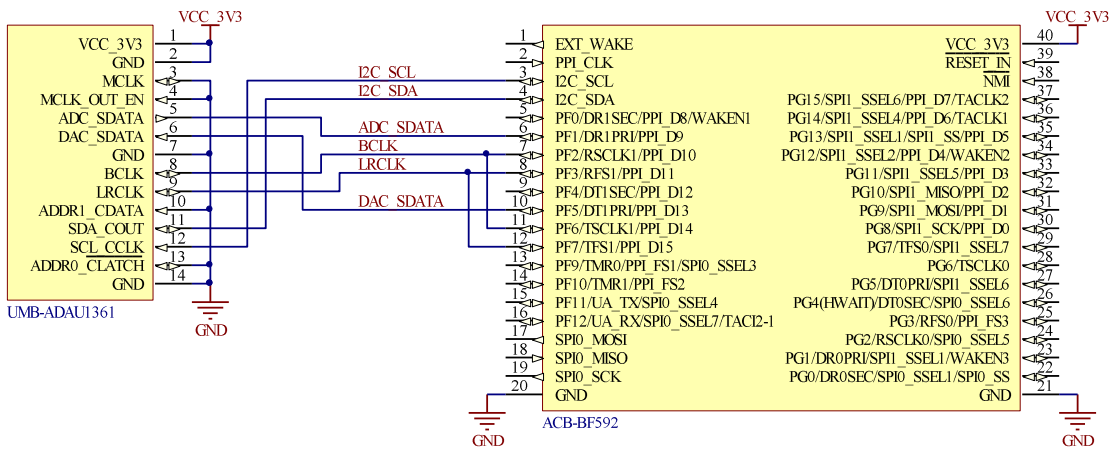 VCC_3V3
VCC_3V3
VCC_3V3 1
GND 2
MCLK 3
MCLK_OUT_EN 4
ADC_SDATA 5
DAC_SDATA 6
GND 7
BCLK 8
LRCLK 9
ADDR1_CDATA 10
SDA_COUT 11
SCL_CCLK 12
ADDR0_CLATCH 13
GND 14
UMB-ADAU1361
GND
I2C_SCL
I2C_SDA
ADC_SDATA
BCLK
LRCLK
DAC_SDATA
1 EXT_WAKE
2 PPI_CLK
3 I2C_SCL
4 I2C_SDA
5 PF0/DR1SEC/PPI_D8/WAKEN1
6 PF1/DR1PRI/PPI_D9
7 PF2/RSCLK1/PPI_D10
8 PF3/RFS1/PPI_D11
9 PF4/DT1SEC/PPI_D12
10 PF5/DT1PRI/PPI_D13
11 PF6/TSCLK1/PPI_D14
12 PF7/TFS1/PPI_D15
13 PF9/TMR0/PPI_FS1/SPI0_SSEL3
14 PF10/TMR1/PPI_FS2
15 PF11/UA_TX/SPI0_SSEL4
16 PF12/UA_RX/SPI0_SSEL7/TACI2-1
17 SPI0_MOSI
18 SPI0_MISO
19 SPI0_SCK
20 GND
VCC_3V3 40
RESET_IN 39
NMI 38
PG15/SPI1_SSEL6/PPI_D7/TACLK2 37
PG14/SPI1_SSEL4/PPI_D6/TACLK1 36
PG13/SPI1_SSEL1/SPI1_SS/PPI_D5 35
PG12/SPI1_SSEL2/PPI_D4/WAKEN2 34
PG11/SPI1_SSEL5/PPI_D3 33
PG10/SPI1_MISO/PPI_D2 32
PG9/SPI1_MOSI/PPI_D1 31
PG8/SPI1_SCK/PPI_D0 30
PG7/TFS0/SPI1_SSEL7 29
PG6/TSCLK0 28
PG5/DT0PRI/SPI1_SSEL6 27
PG4(HWAIT)/DT0SEC/SPI0_SSEL6 26
PG3/RFS0/PPI_FS3 25
PG2/RSCLK0/SPI0_SSEL5 24
PG1/DR0PRI/SPI1_SSEL1/WAKEN3 23
PG0/DR0SEC/SPI0_SSEL1/SPI0_SS 22
GND 21
ACB-BF592
GND
GND